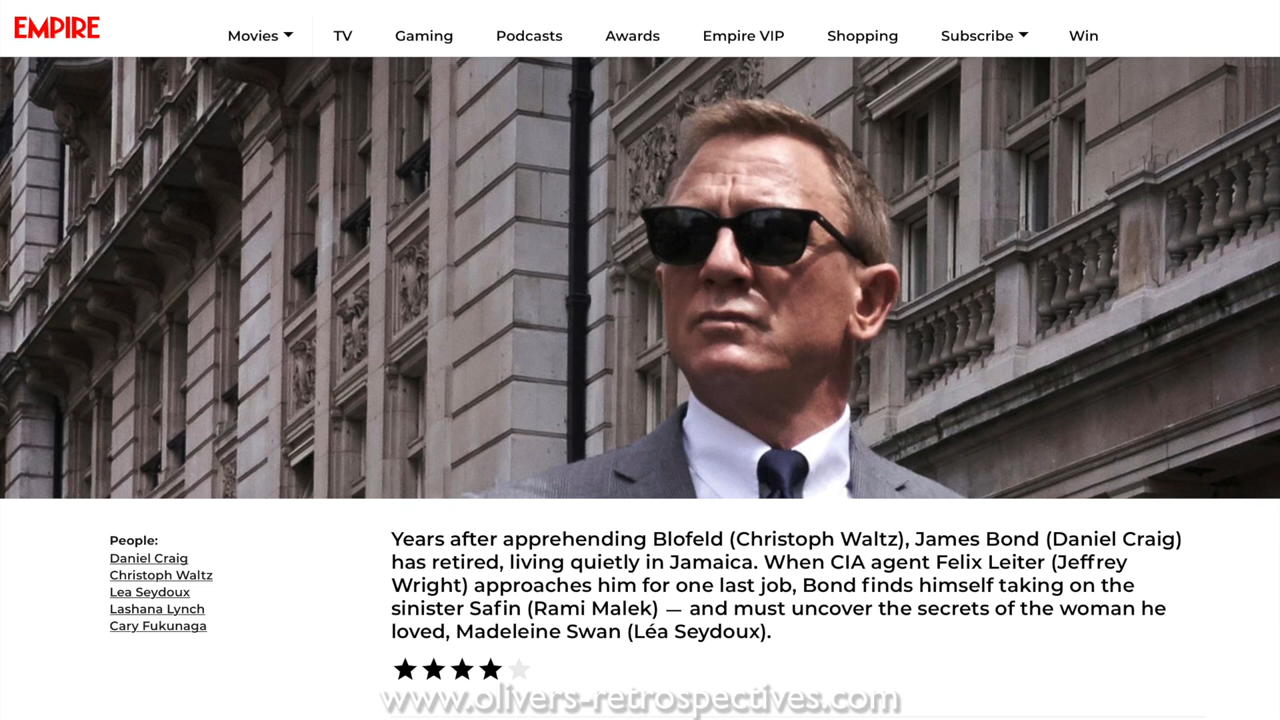 EMPIRE
Movies TV Gaming Podcasts Awards Empire VIP Shopping Subscribe Win
People:
Daniel Craig
Christoph Waltz
Lea Seydoux
Lashana Lynch
Cary Fukunaga
Years after apprehending Blofeld (Christoph Waltz), James Bond (Daniel Craig)
has retired, living quietly in Jamaica. When CIA agent Felix Leiter (Jeffrey
Wright) approaches him for one last job, Bond finds himself taking on the
sinister Safin (Rami Malek) — and must uncover the secrets of the woman he
loved, Madeleine Swan (Léa Seydoux).
www.olivers-retrospectives.com